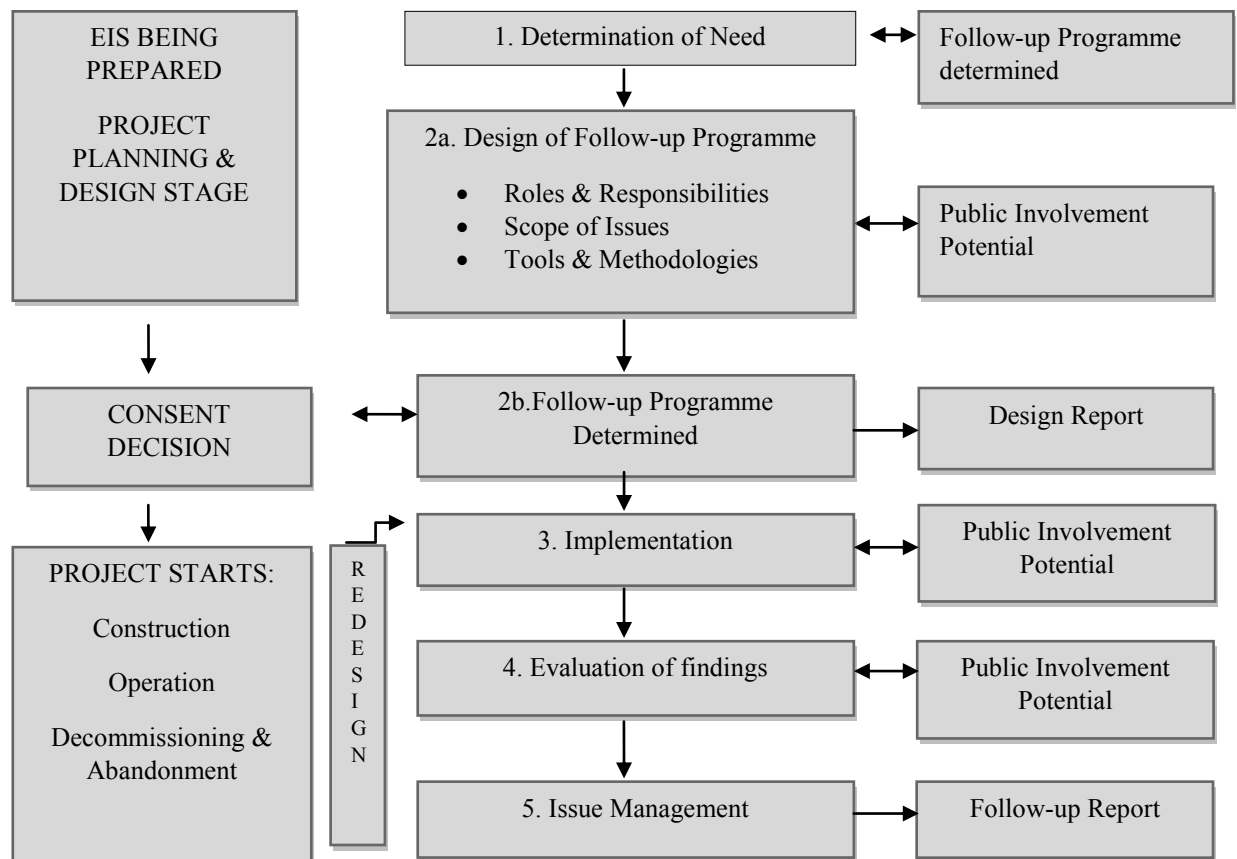 EIS BEING
PREPARED
PROJECT
PLANNING &
DESIGN STAGE
CONSENT
DECISION
PROJECT STARTS:
Construction
Operation
Decommissioning &
Abandonment
R
E
D
E
S
I
G
N
1. Determination of Need
2a. Design of Follow-up Programme
• Roles & Responsibilities
• Scope of Issues
• Tools & Methodologies
2b.Follow-up Programme
Determined
3. Implementation
4. Evaluation of findings
5. Issue Management
Follow-up Programme
determined
Public Involvement
Potential
Design Report
Public Involvement
Potential
Public Involvement
Potential
Follow-up Report